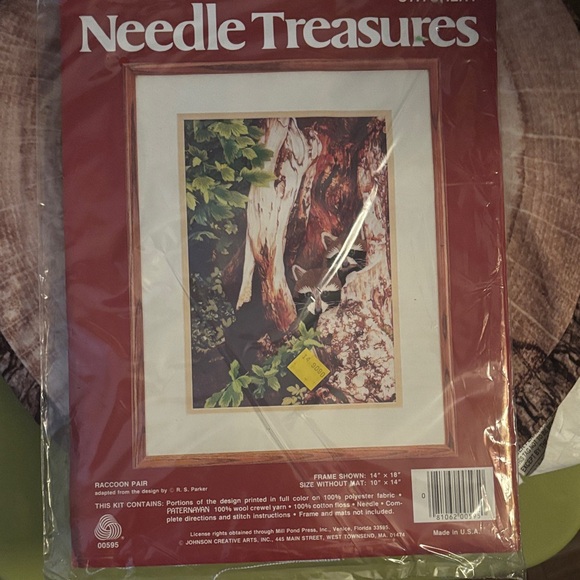 Needle Treasures
RACCOON PAIR
adapted from the design by © R. S. Parker
FRAME SHOWN: 14" × 18"
SIZE WITHOUT MAT: 10" × 14"
THIS KIT CONTAINS: Portions of the design printed in full color on 100% polyester fabric •
PATERNAYAN 100% wool crewel yarn • 100% cotton floss • Needle • Com-
plete directions and stitch instructions • Frame and mats not included.
00595
License rights obtained through Mill Pond Press, Inc., Venice, Florida 33595.
© JOHNSON CREATIVE ARTS, INC., 445 MAIN STREET, WEST TOWNSEND, MA. 01474
0
Made in U.S.A.